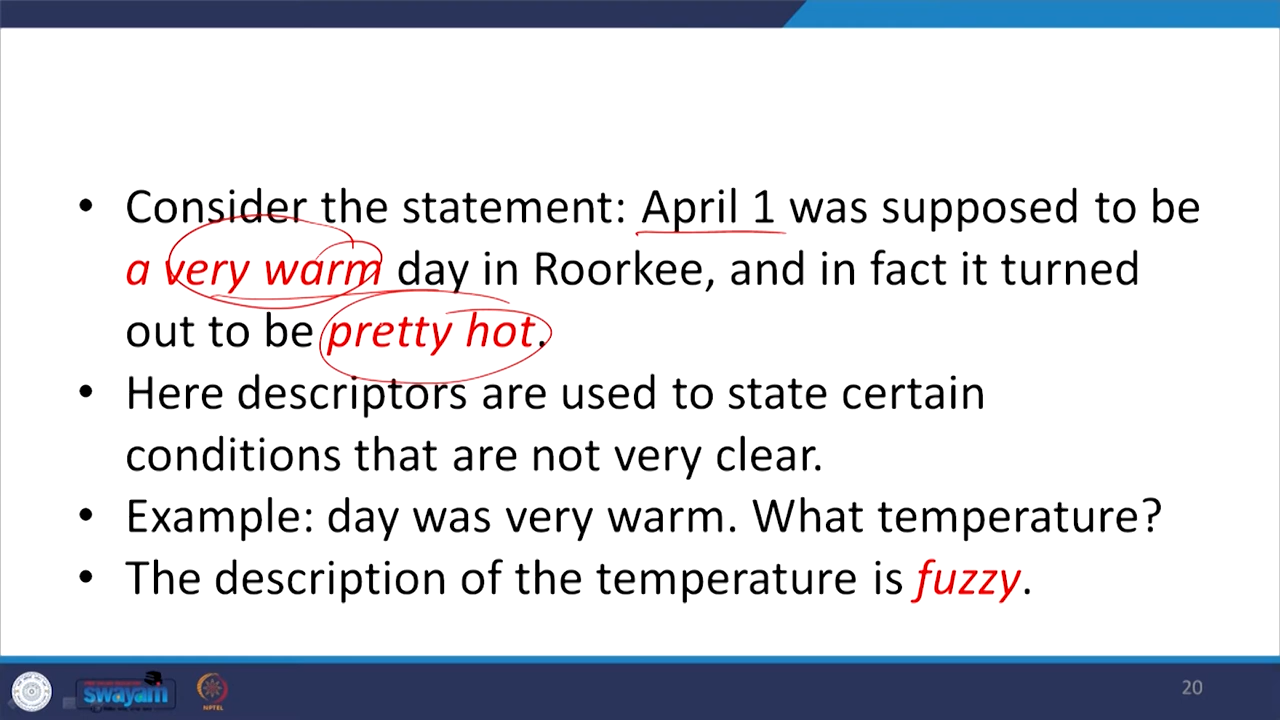 • Consider the statement: April 1 was supposed to be
a very warm day in Roorkee, and in fact it turned
out to be pretty hot.
• Here descriptors are used to state certain
conditions that are not very clear.
• Example: day was very warm. What temperature?
• The description of the temperature is fuzzy.
swayam
NPTEL
20